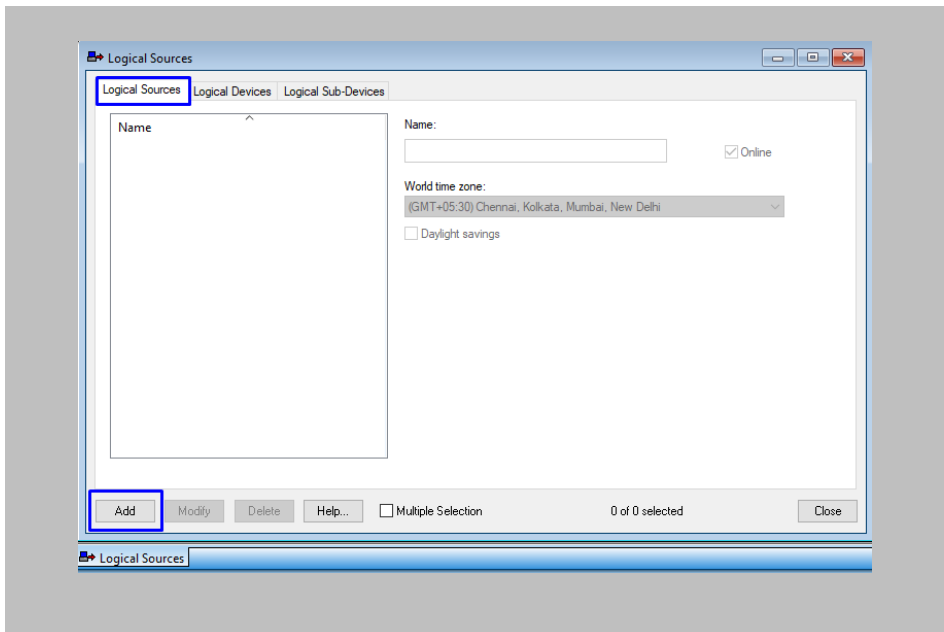 Logical Sources
Logical Sources Logical Devices Logical Sub-Devices
Name
Name:
Online
World time zone:
(GMT+05:30) Chennai, Kolkata, Mumbai, New Delhi
Daylight savings
Add Modify Delete Help... Multiple Selection 0 of 0 selected Close
Logical Sources